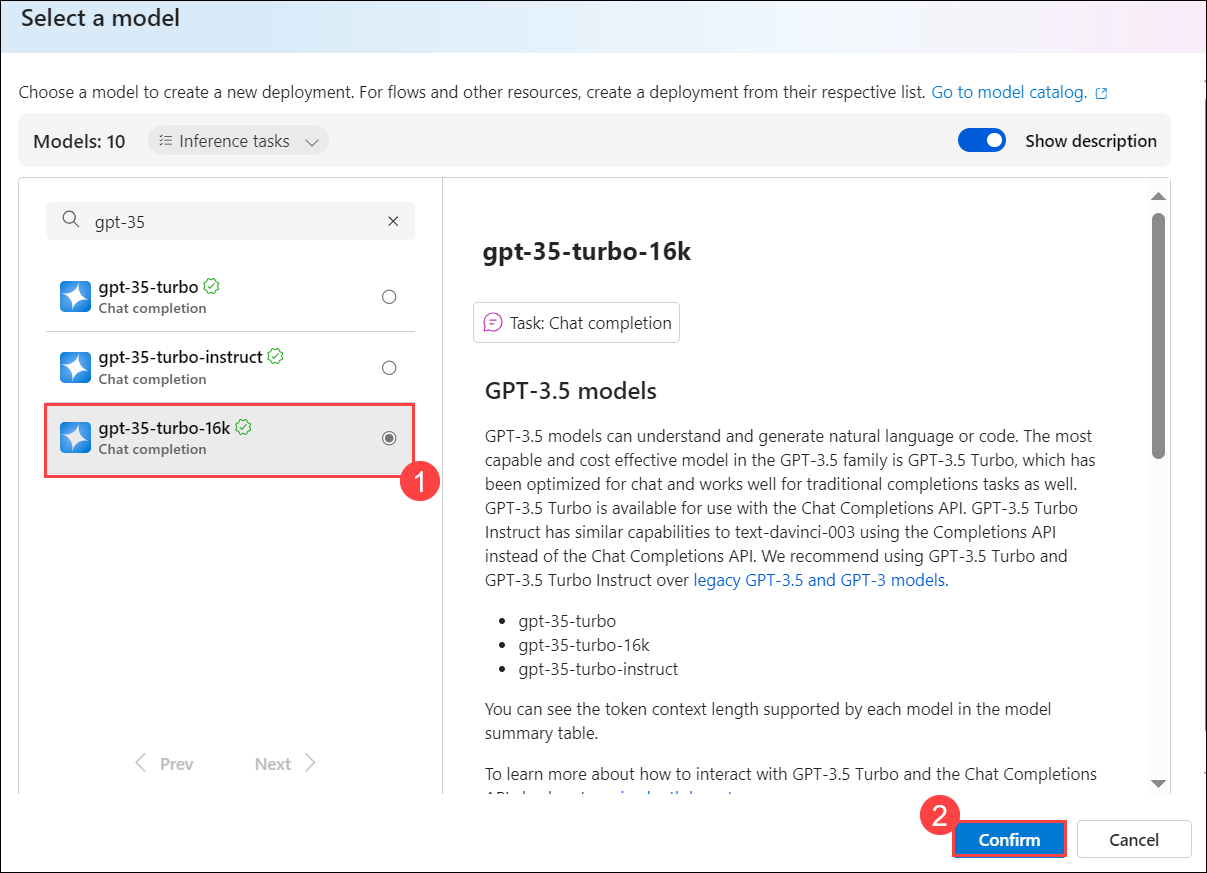 Select a model
Choose a model to create a new deployment. For flows and other resources, create a deployment from their respective list. Go to model catalog.
Models: 10
Inference tasks
Show description
gpt-35
gpt-35-turbo
Chat completion
gpt-35-turbo-instruct
Chat completion
gpt-35-turbo-16k
Chat completion
1
Prev
Next
gpt-35-turbo-16k
Task: Chat completion
GPT-3.5 models
GPT-3.5 models can understand and generate natural language or code. The most
capable and cost effective model in the GPT-3.5 family is GPT-3.5 Turbo, which has
been optimized for chat and works well for traditional completions tasks as well.
GPT-3.5 Turbo is available for use with the Chat Completions API. GPT-3.5 Turbo
Instruct has similar capabilities to text-davinci-003 using the Completions API
instead of the Chat Completions API. We recommend using GPT-3.5 Turbo and
GPT-3.5 Turbo Instruct over legacy GPT-3.5 and GPT-3 models.
gpt-35-turbo
gpt-35-turbo-16k
gpt-35-turbo-instruct
You can see the token context length supported by each model in the model
summary table.
To learn more about how to interact with GPT-3.5 Turbo and the Chat Completions
2
Confirm
Cancel